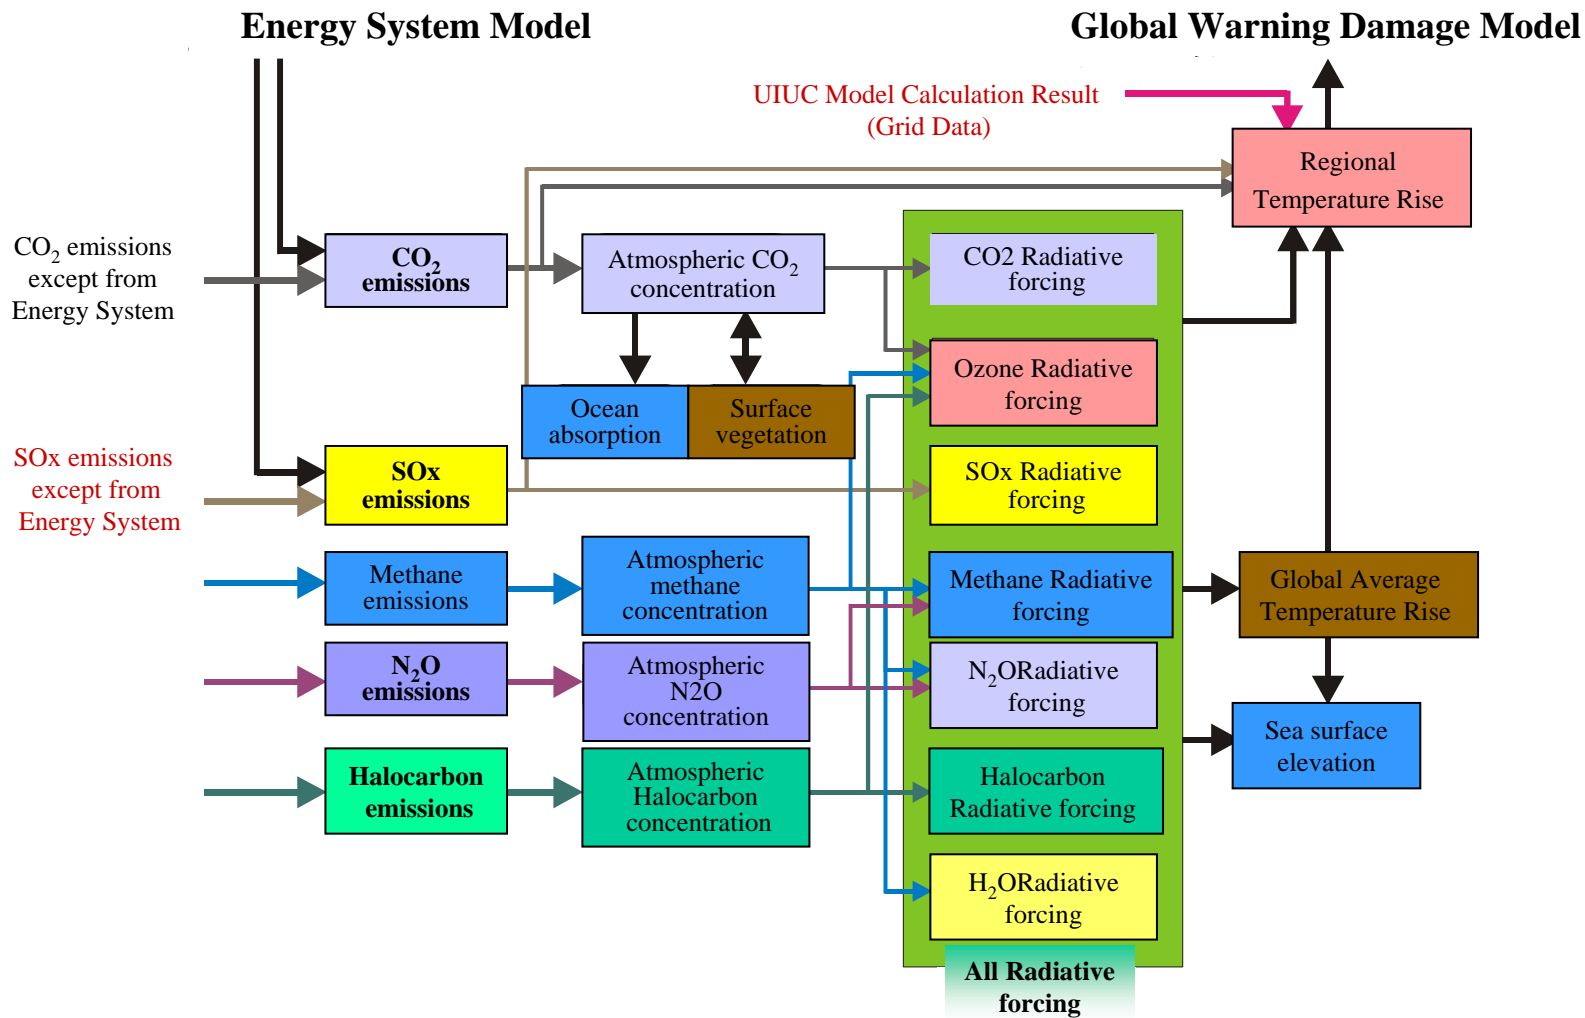 Energy System Model
Global Warning Damage Model
UIUC Model Calculation Result
(Grid Data)
Regional
Temperature Rise
CO₂ emissions
except from
Energy System
CO₂
emissions
Atmospheric CO₂
concentration
CO2 Radiative
forcing
Ozone Radiative
forcing
Ocean
absorption
Surface
vegetation
SOx emissions
except from
Energy System
SOx
emissions
SOx Radiative
forcing
Methane
emissions
Atmospheric
methane
concentration
Methane Radiative
forcing
Global Average
Temperature Rise
N₂O
emissions
Atmospheric
N2O
concentration
N₂ORadiative
forcing
Sea surface
elevation
Halocarbon
emissions
Atmospheric
Halocarbon
concentration
Halocarbon
Radiative forcing
H₂ORadiative
forcing
All Radiative
forcing